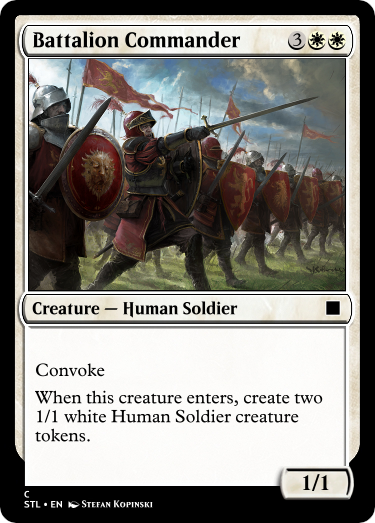 Battalion Commander 3
Creature — Human Soldier
Convoke
When this creature enters, create two
1/1 white Human Soldier creature
tokens.
1/1
C
STL • EN Stefan Kopinski